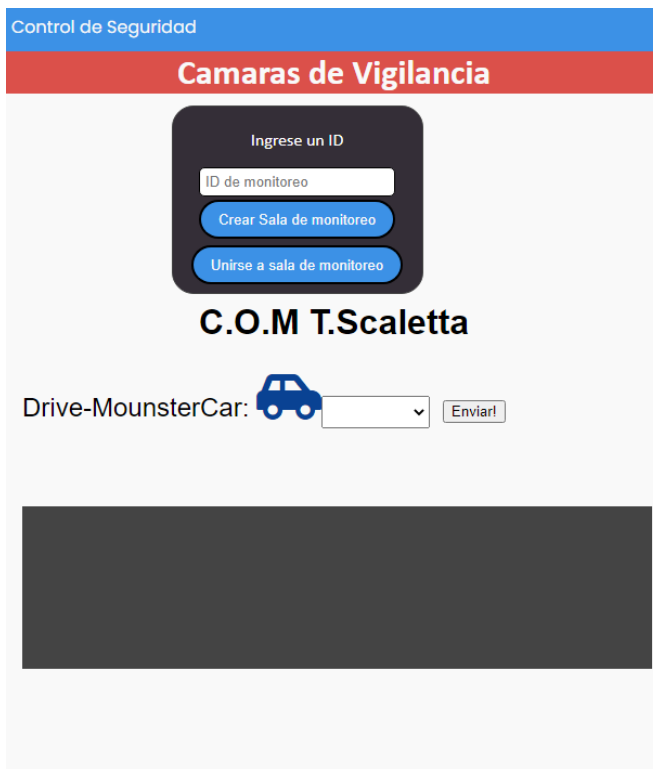 Control de Seguridad
Camaras de Vigilancia
Ingrese un ID
ID de monitoreo
Crear Sala de monitoreo
Unirse a sala de monitoreo
C.O.M T.Scaletta
Drive-MounsterCar: Enviar!